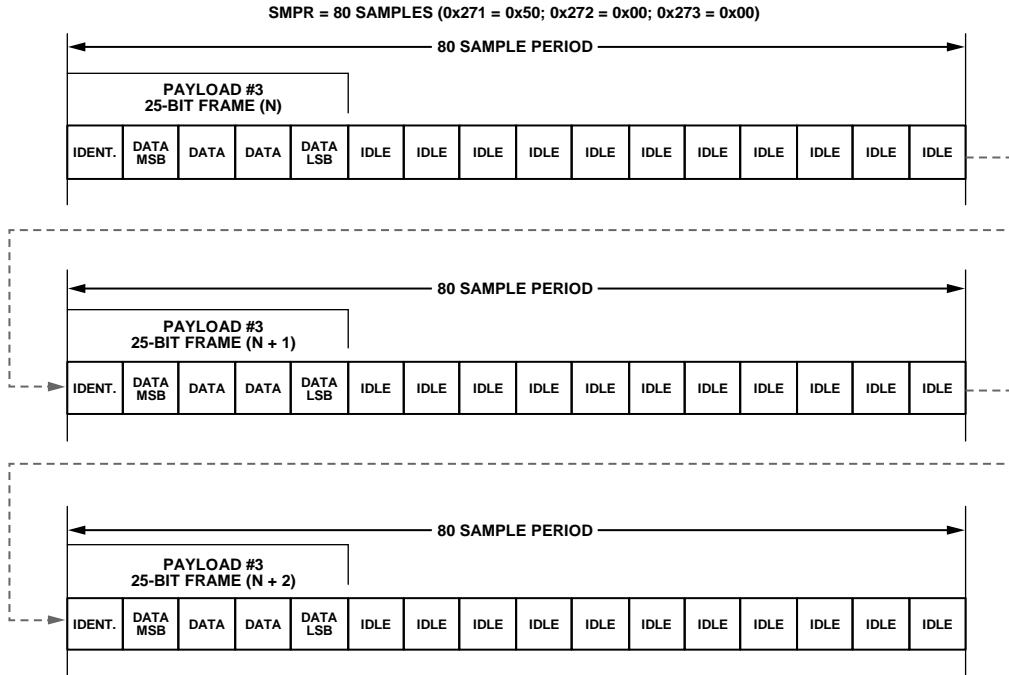 SMPR = 80 SAMPLES (0x271 = 0x50; 0x272 = 0x00; 0x273 = 0x00)
80 SAMPLE PERIOD
PAYLOAD #3
25-BIT FRAME (N)
IDENT. DATA MSB DATA DATA DATA LSB IDLE IDLE IDLE IDLE IDLE IDLE IDLE IDLE IDLE IDLE IDLE
80 SAMPLE PERIOD
PAYLOAD #3
25-BIT FRAME (N + 1)
IDENT. DATA MSB DATA DATA DATA LSB IDLE IDLE IDLE IDLE IDLE IDLE IDLE IDLE IDLE IDLE IDLE
80 SAMPLE PERIOD
PAYLOAD #3
25-BIT FRAME (N + 2)
IDENT. DATA MSB DATA DATA DATA LSB IDLE IDLE IDLE IDLE IDLE IDLE IDLE IDLE IDLE IDLE IDLE